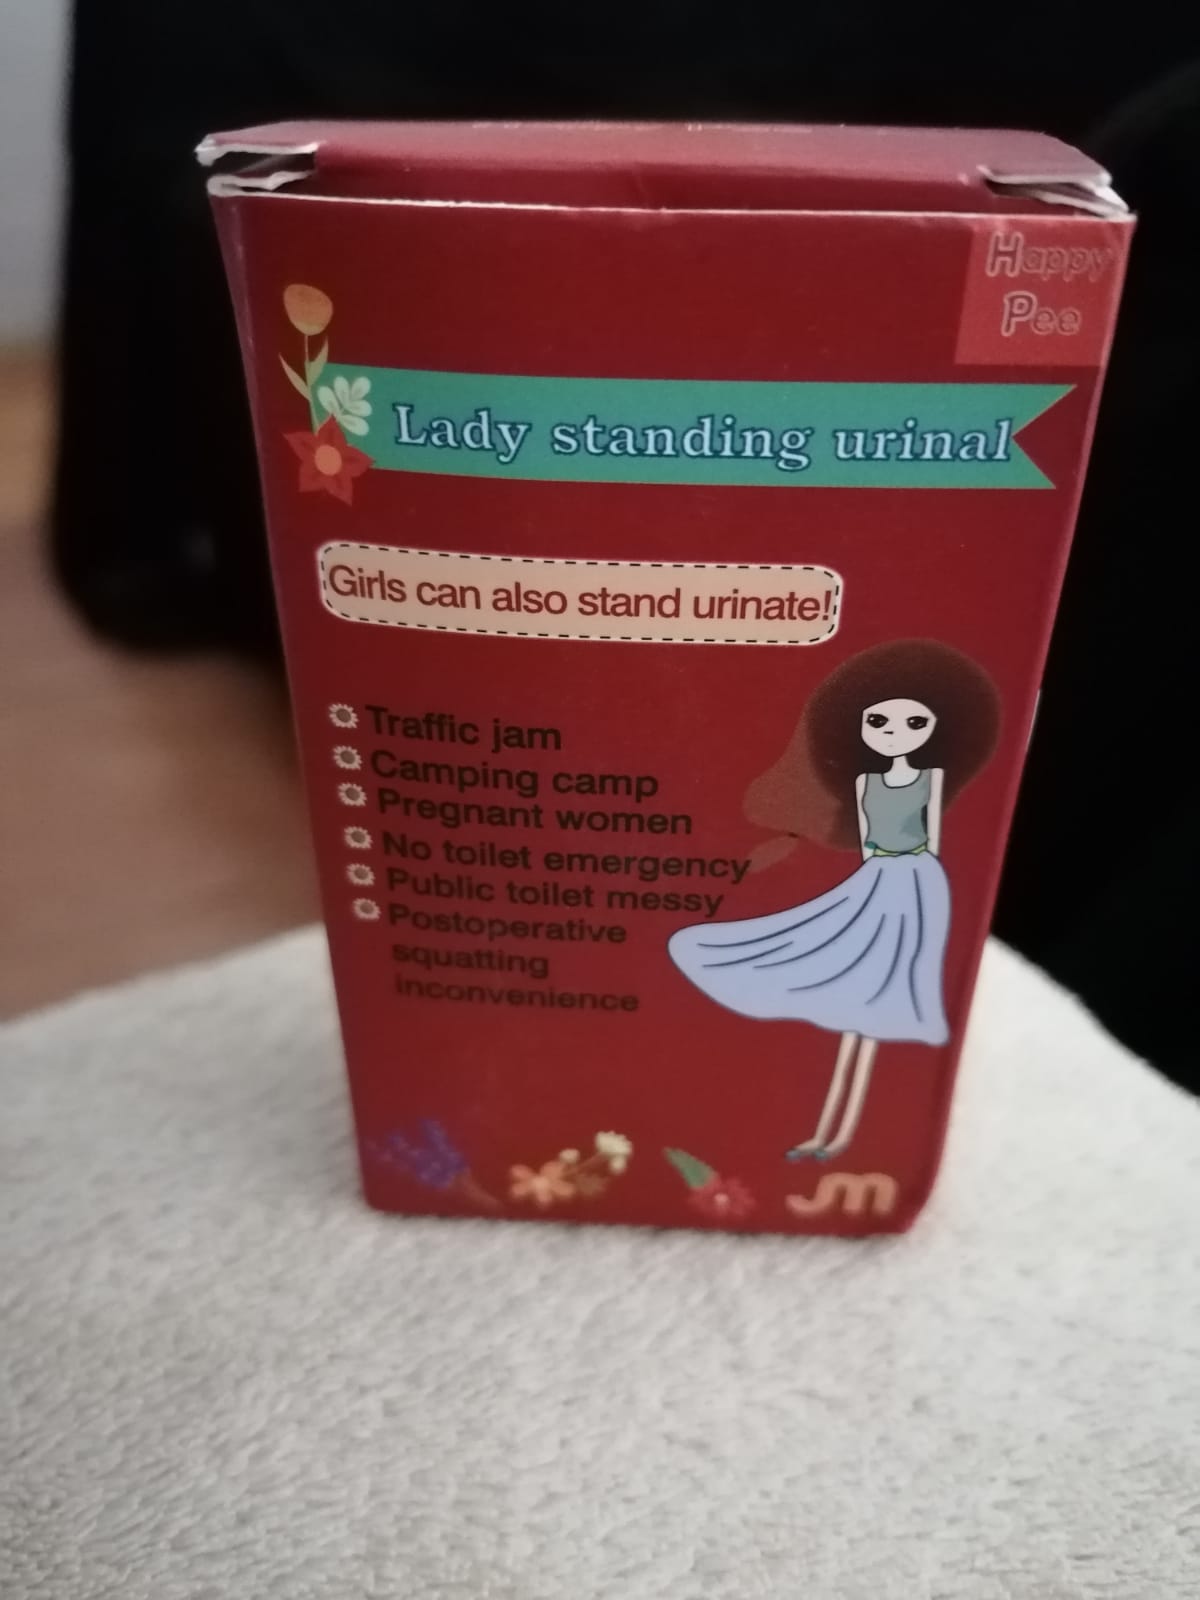 Happy
Pee
Lady standing urinal
Girls can also stand urinate!
Traffic jam
Camping camp
Pregnant women
No toilet emergency
Public toilet messy
Postoperative
squatting
inconvenience
JM